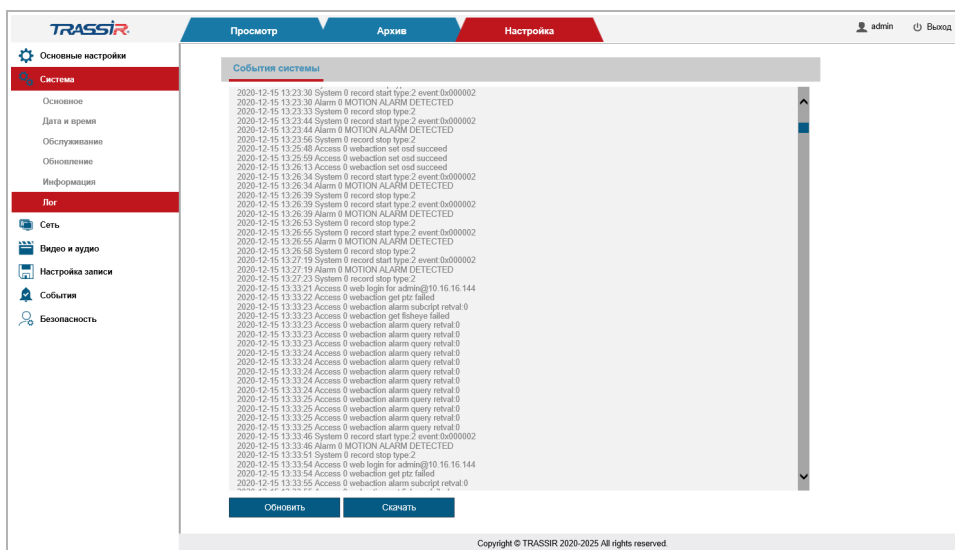 TRASSIR
Просмотр
Архив
Настройка
admin
Выход
Основные настройки
Система
Основное
Дата и время
Обслуживание
Обновление
Информация
Лог
Сеть
Видео и аудио
Настройка записи
События
Безопасность
События системы
2020-12-15 13:23:30 System 0 record start type:2 event:0x000002
2020-12-15 13:23:30 Alarm 0 MOTION ALARM DETECTED
2020-12-15 13:23:33 System 0 record stop type:2
2020-12-15 13:23:44 System 0 record start type:2 event:0x000002
2020-12-15 13:23:44 Alarm 0 MOTION ALARM DETECTED
2020-12-15 13:23:56 System 0 record stop type:2
2020-12-15 13:25:48 Access 0 webaction set osd succeed
2020-12-15 13:25:59 Access 0 webaction set osd succeed
2020-12-15 13:26:13 Access 0 webaction set osd succeed
2020-12-15 13:26:34 System 0 record start type:2 event:0x000002
2020-12-15 13:26:34 Alarm 0 MOTION ALARM DETECTED
2020-12-15 13:26:39 System 0 record stop type:2
2020-12-15 13:26:39 System 0 record start type:2 event:0x000002
2020-12-15 13:26:39 Alarm 0 MOTION ALARM DETECTED
2020-12-15 13:26:53 System 0 record stop type:2
2020-12-15 13:26:55 System 0 record start type:2 event:0x000002
2020-12-15 13:26:55 Alarm 0 MOTION ALARM DETECTED
2020-12-15 13:26:58 System 0 record stop type:2
2020-12-15 13:27:19 System 0 record start type:2 event:0x000002
2020-12-15 13:27:19 Alarm 0 MOTION ALARM DETECTED
2020-12-15 13:27:23 System 0 record stop type:2
2020-12-15 13:33:21 Access 0 web login for admin@10.16.16.144
2020-12-15 13:33:22 Access 0 webaction get ptz failed
2020-12-15 13:33:23 Access 0 webaction alarm subcript retval:0
2020-12-15 13:33:23 Access 0 webaction get fisheye failed
2020-12-15 13:33:23 Access 0 webaction alarm query retval:0
2020-12-15 13:33:23 Access 0 webaction alarm query retval:0
2020-12-15 13:33:23 Access 0 webaction alarm query retval:0
2020-12-15 13:33:24 Access 0 webaction alarm query retval:0
2020-12-15 13:33:24 Access 0 webaction alarm query retval:0
2020-12-15 13:33:24 Access 0 webaction alarm query retval:0
2020-12-15 13:33:24 Access 0 webaction alarm query retval:0
2020-12-15 13:33:25 Access 0 webaction alarm query retval:0
2020-12-15 13:33:25 Access 0 webaction alarm query retval:0
2020-12-15 13:33:25 Access 0 webaction alarm query retval:0
2020-12-15 13:33:25 Access 0 webaction alarm query retval:0
2020-12-15 13:33:46 System 0 record start type:2 event:0x000002
2020-12-15 13:33:46 Alarm 0 MOTION ALARM DETECTED
2020-12-15 13:33:51 System 0 record stop type:2
2020-12-15 13:33:54 Access 0 web login for admin@10.16.16.144
2020-12-15 13:33:54 Access 0 webaction get ptz failed
2020-12-15 13:33:55 Access 0 webaction alarm subcript retval:0
Обновить
Скачать
Copyright © TRASSIR 2020-2025 All rights reserved.